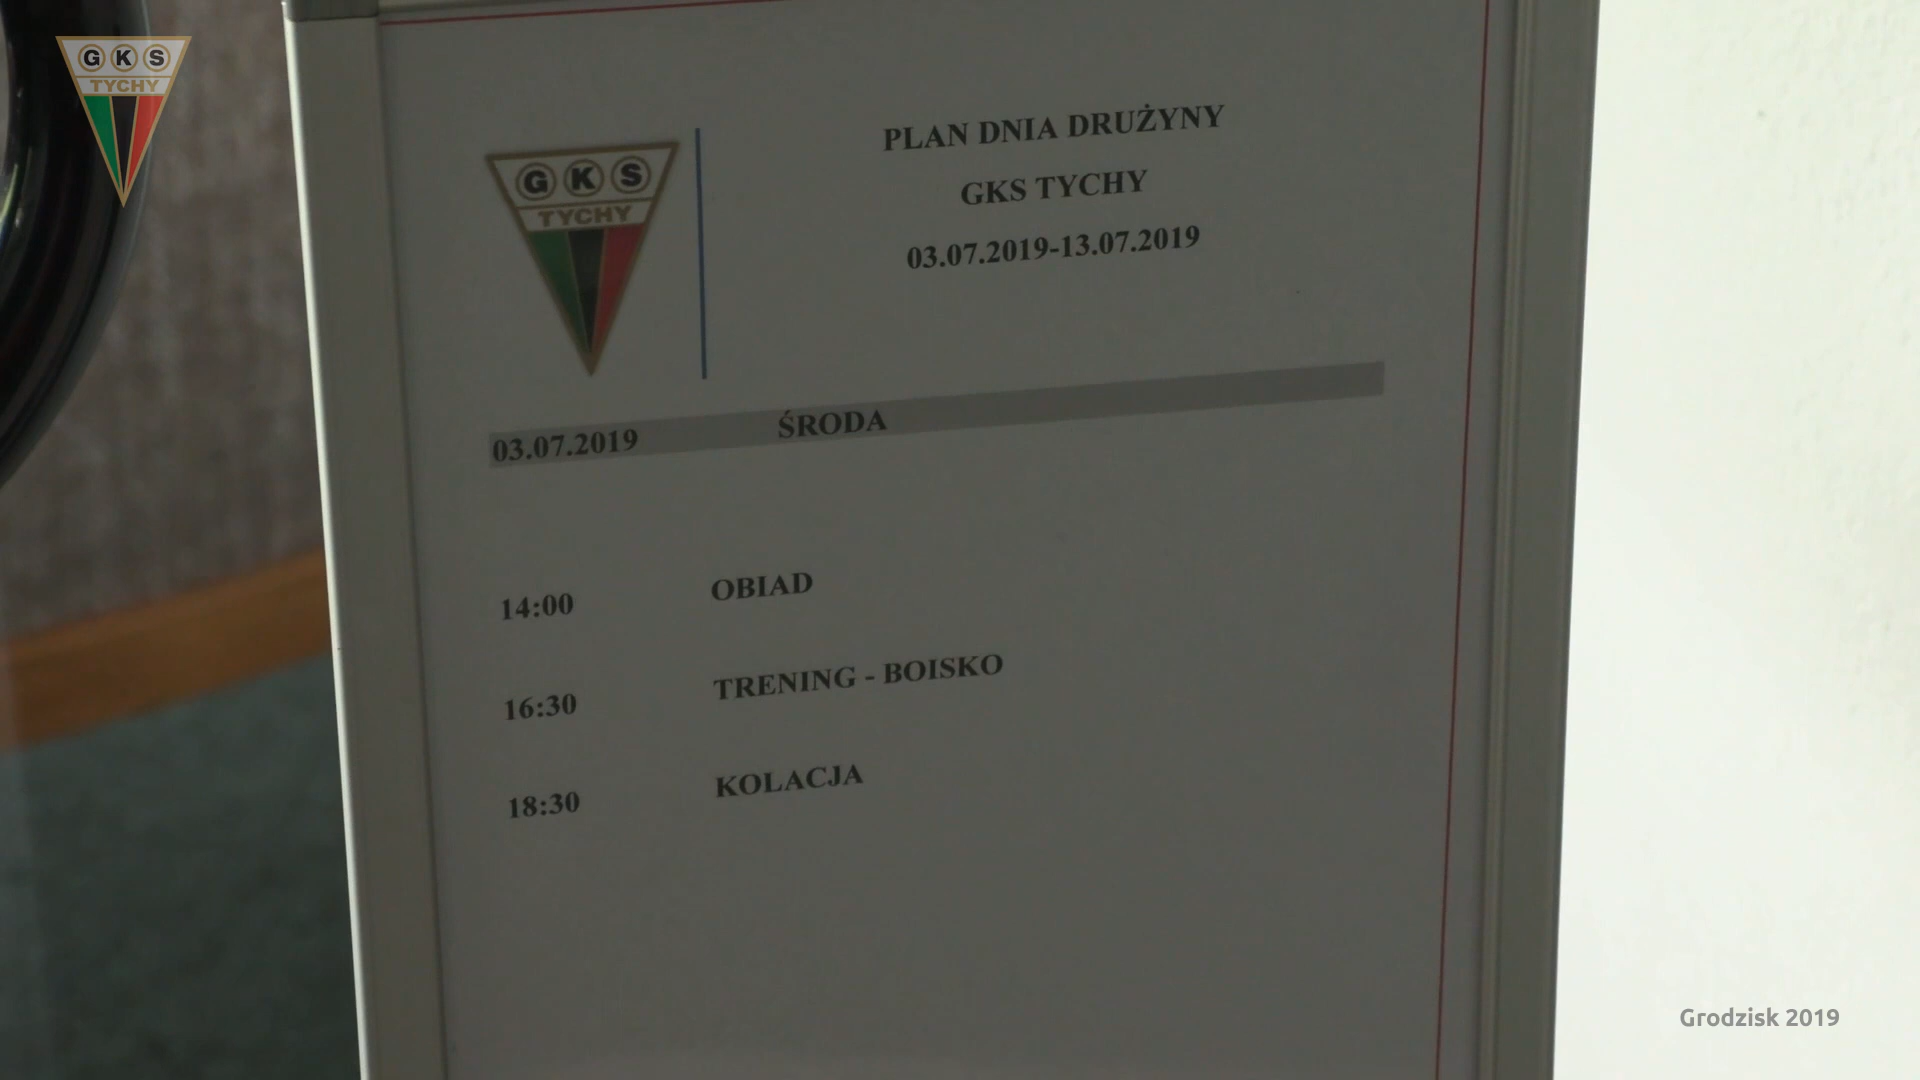 GKS
TYCHY
GKS
TYCHY
PLAN DNIA DRUŻYNY
GKS TYCHY
03.07.2019-13.07.2019
03.07.2019 ŚRODA
14:00 OBIAD
16:30 TRENING - BOISKO
18:30 KOLACJA
Grodzisk 2019